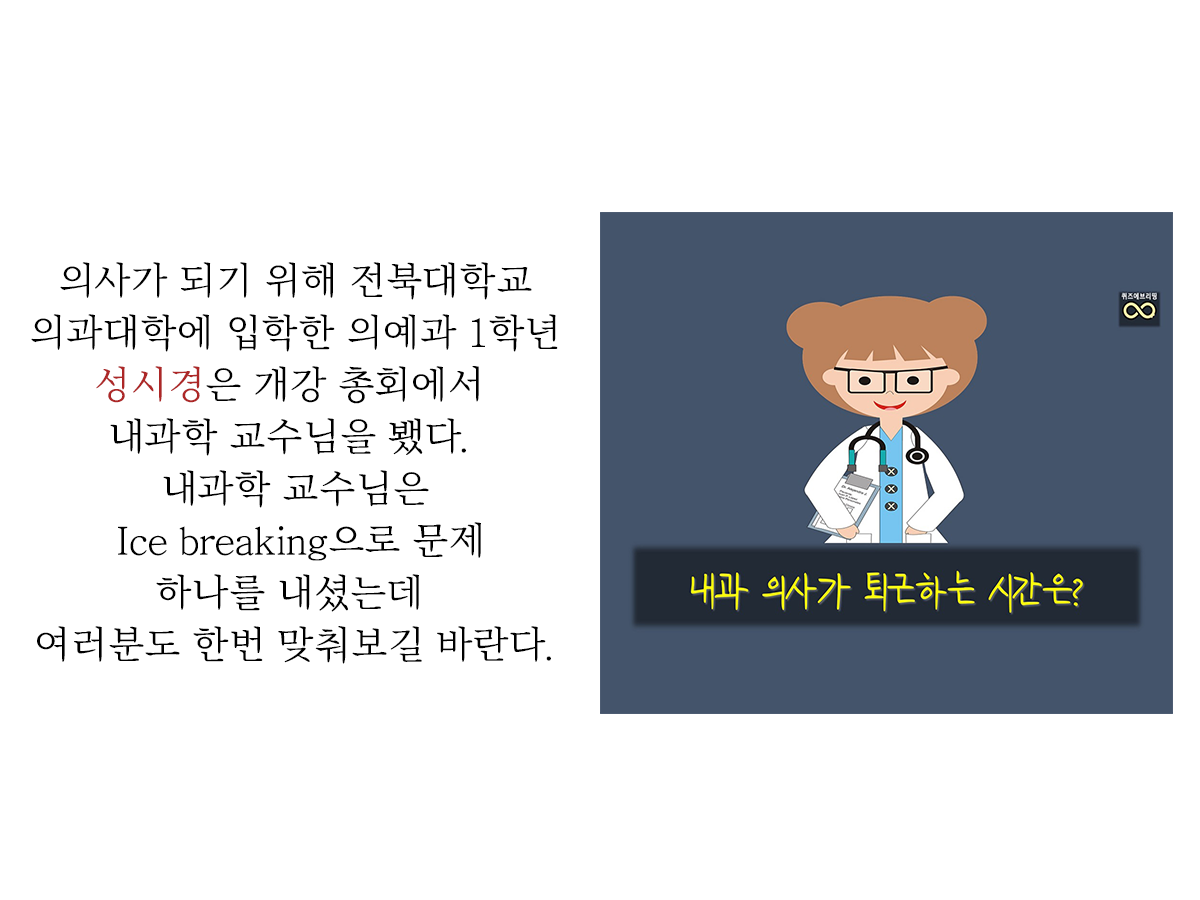 의사가 되기 위해 전북대학교
의과대학에 입학한 의예과 1학년
성시경은 개강 총회에서
내과학 교수님을 뵀다.
내과학 교수님은
Ice breaking으로 문제
하나를 내셨는데
여러분도 한번 맞춰보길 바란다.
퀴즈에브리띵
내과 의사가 퇴근하는 시간은?